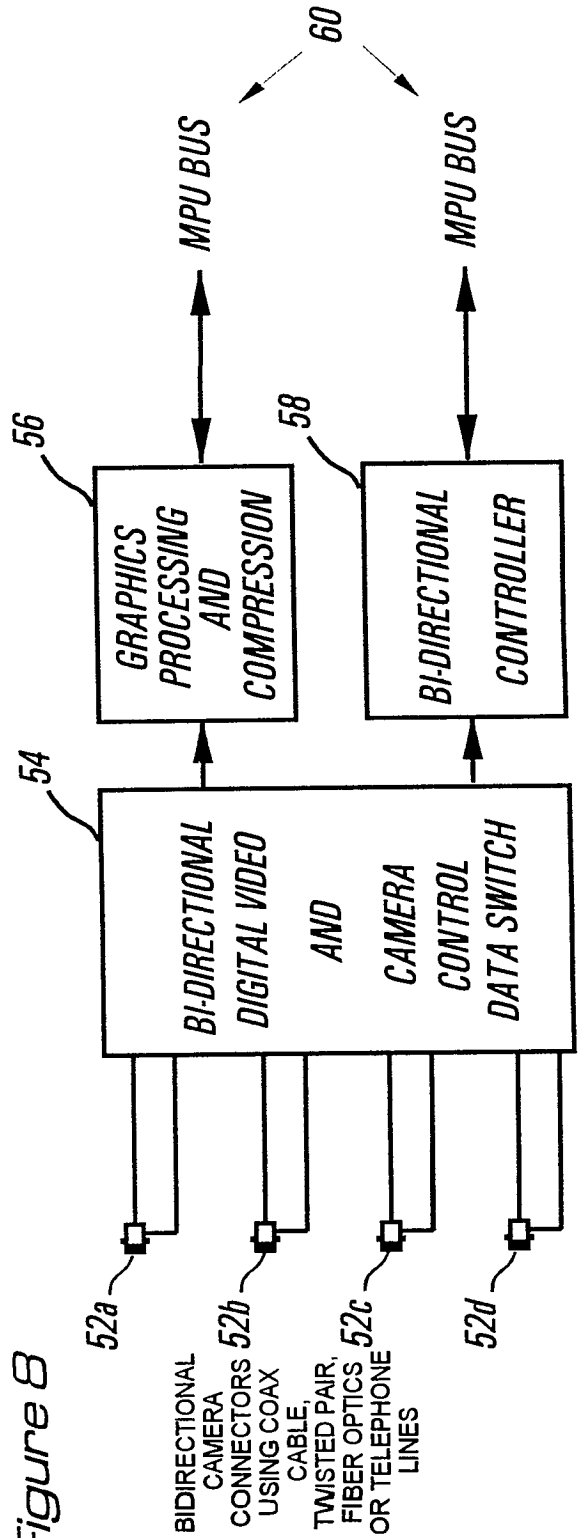 Figure 8
BIDIRECTIONAL
CAMERA
CONNECTORS
USING COAX
CABLE,
TWISTED PAIR,
FIBER OPTICS
OR TELEPHONE
LINES
52a
52b
52c
52d
54
BI-DIRECTIONAL
DIGITAL VIDEO
AND
CAMERA
CONTROL
DATA SWITCH
56
GRAPHICS
PROCESSING
AND
COMPRESSION
58
BI-DIRECTIONAL
CONTROLLER
MPU BUS
MPU BUS
60